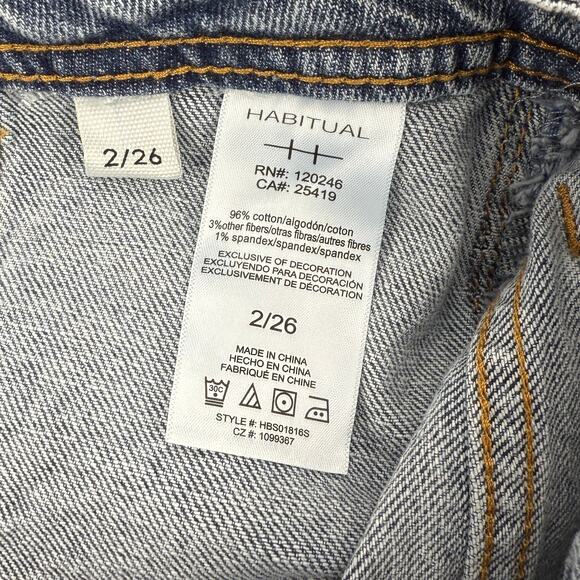 2/26
HABITUAL
RN#: 120246
CA#: 25419
96% cotton/algodón/coton
3%other fibers/otras fibras/autres fibres
1% spandex/spandex/spandex
EXCLUSIVE OF DECORATION
EXCLUYENDO PARA DECORACIÓN
EXCLUSIVEMENT DE DÉCORATION
2/26
MADE IN CHINA
HECHO EN CHINA
FABRIQUÉ EN CHINE
30C
STYLE #: HBS01816S
CZ #: 1099367